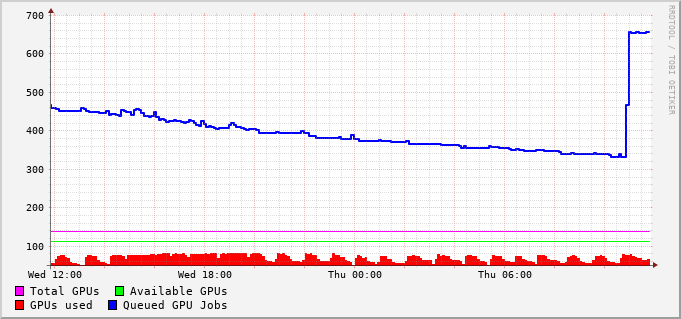 700
600
500
400
300
200
100
Wed 12:00 Wed 18:00 Thu 00:00 Thu 06:00
Total GPUs Available GPUs
GPUs used Queued GPU Jobs
RRDTOOL / TOBI OETIKER